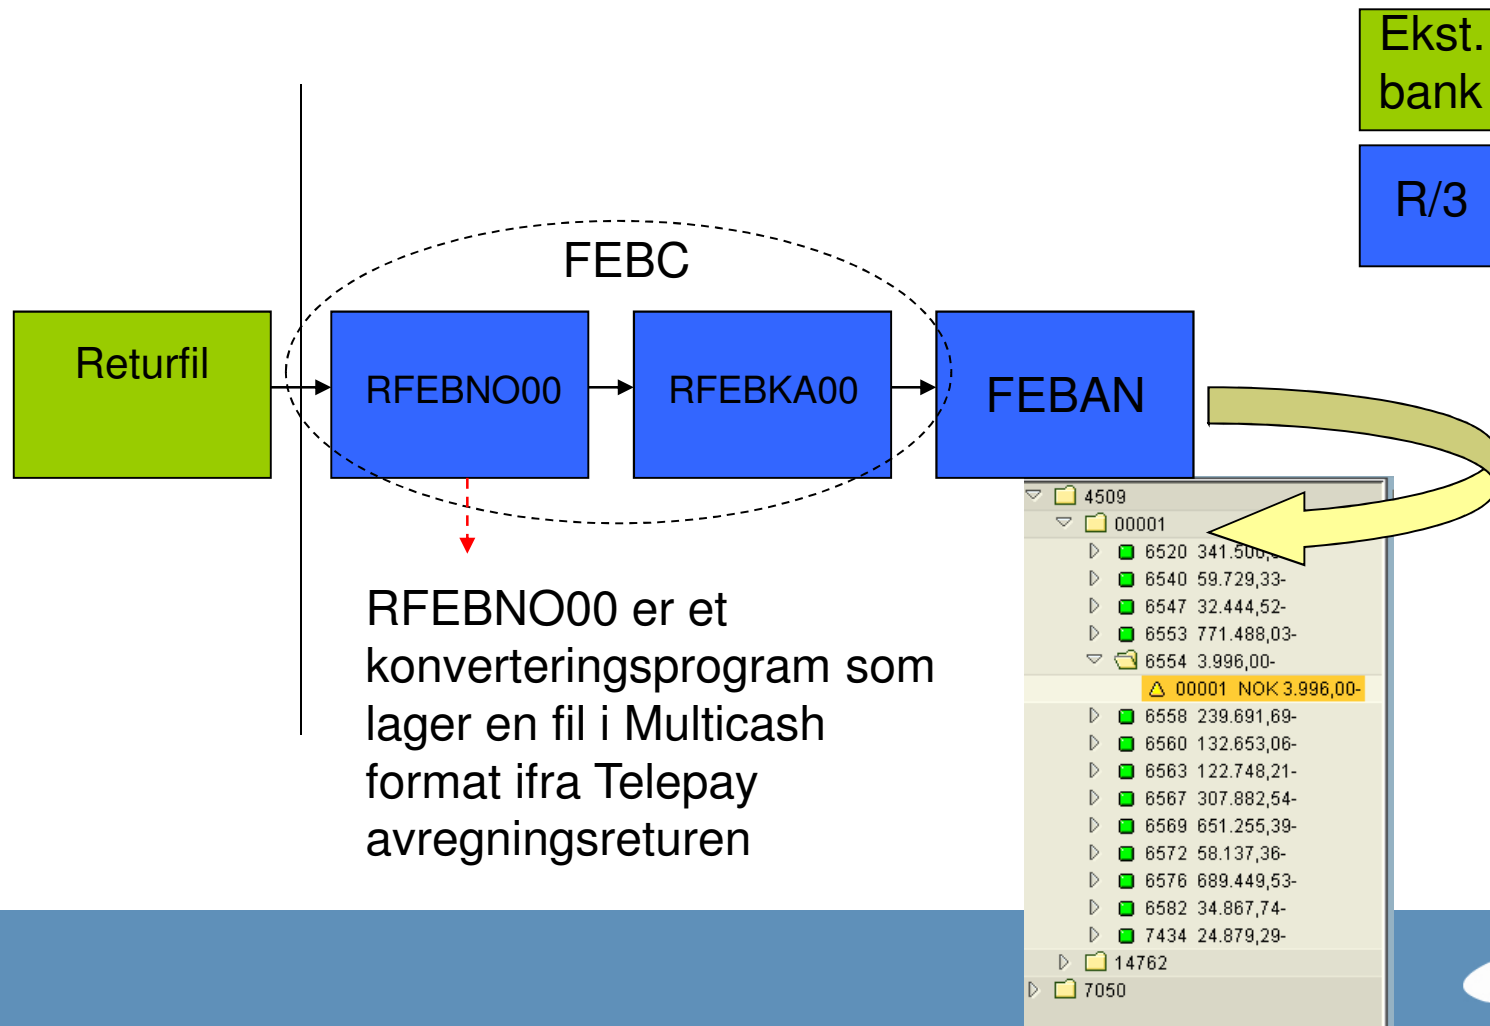 Ekst.
bank
R/3
FEBC
Returfil
RFEBNO00
RFEBKA00
FEBAN
RFEBNO00 er et
konverteringsprogram som
lager en fil i Multicash
format ifra Telepay
avregningsreturen
4509
00001
6520
6540 59.729,33-
6547 32.444,52-
6553 771.488,03-
6554 3.996,00-
00001 NOK 3.996,00-
6558 239.691,69-
6560 132.653,06-
6563 122.748,21-
6567 307.882,54-
6569 651.255,39-
6572 58.137,36-
6576 689.449,53-
6582 34.867,74-
7434 24.879,29-
14762
7050